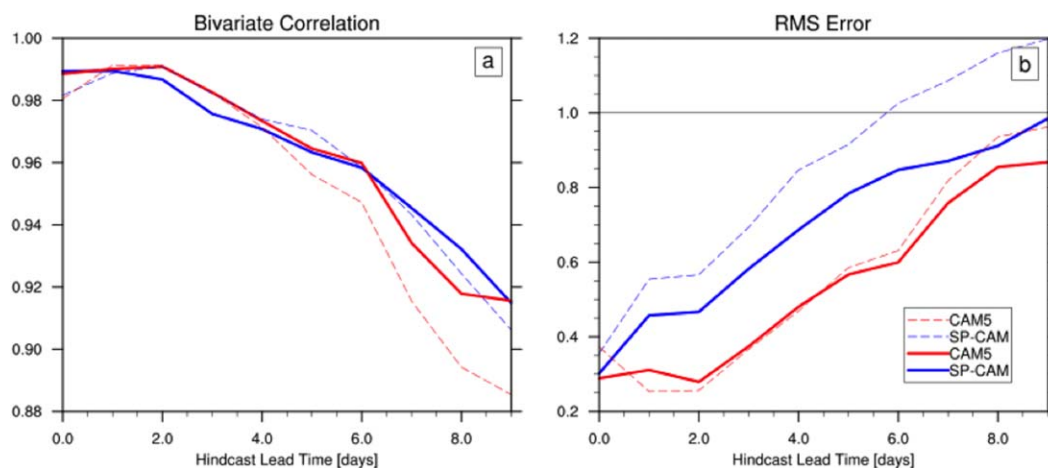 Bivariate Correlation
a
1.00
0.98
0.96
0.94
0.92
0.90
0.88
0.0
2.0
4.0
6.0
8.0
Hindcast Lead Time [days]
RMS Error
b
1.2
1.0
0.8
0.6
0.4
0.2
CAM5
SP-CAM
CAM5
SP-CAM
0.0
2.0
4.0
6.0
8.0
Hindcast Lead Time [days]